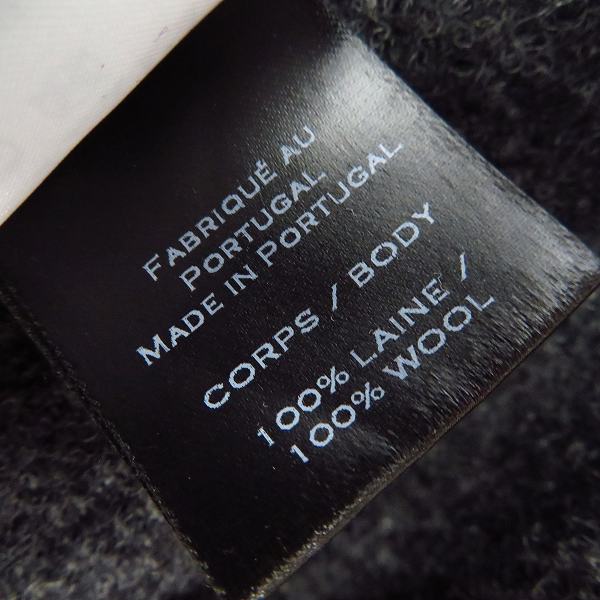 FABRIQUÉ AU
PORTUGAL
MADE IN PORTUGAL
CORPS / BODY
100% LAINE /
100% WOOL